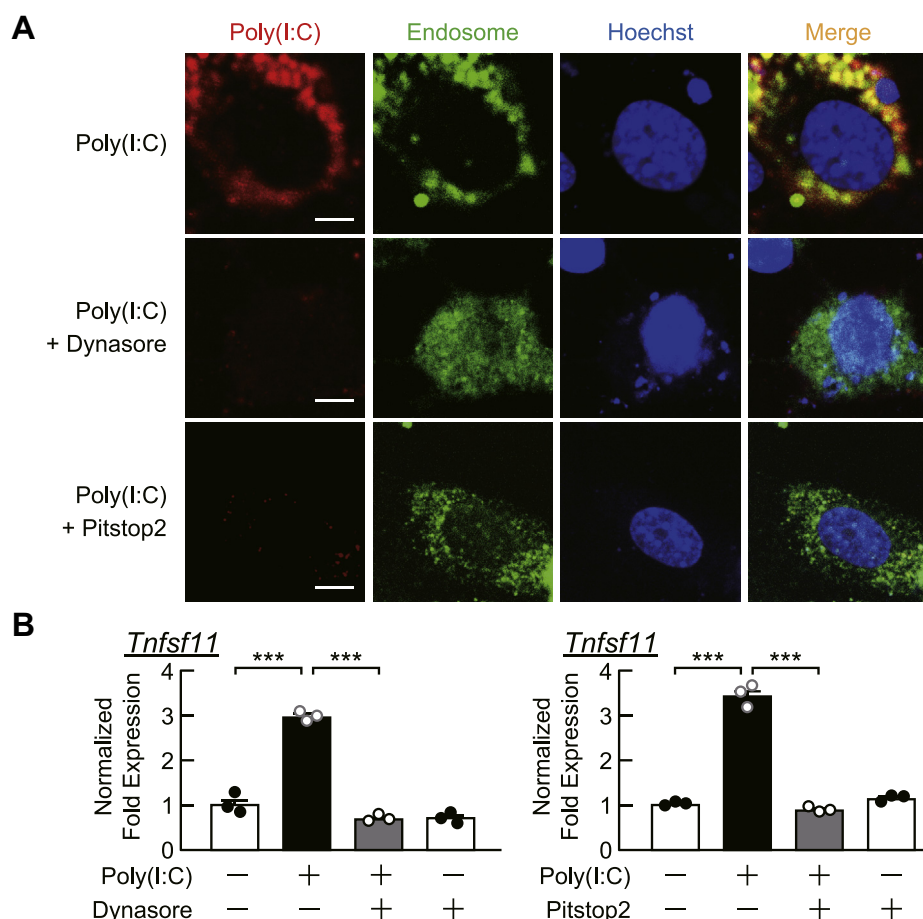 A
Poly(I:C) Endosome Hoechst Merge
Poly(I:C)
Poly(I:C)
+ Dynasore
Poly(I:C)
+ Pitstop2
B
Tnfsf11
Normalized
Fold Expression
4
3
2
1
0
*** ***
Poly(I:C) — + + —
Dynasore — — + +
Tnfsf11
Normalized
Fold Expression
4
3
2
1
0
*** ***
Poly(I:C) — + + —
Pitstop2 — — + +